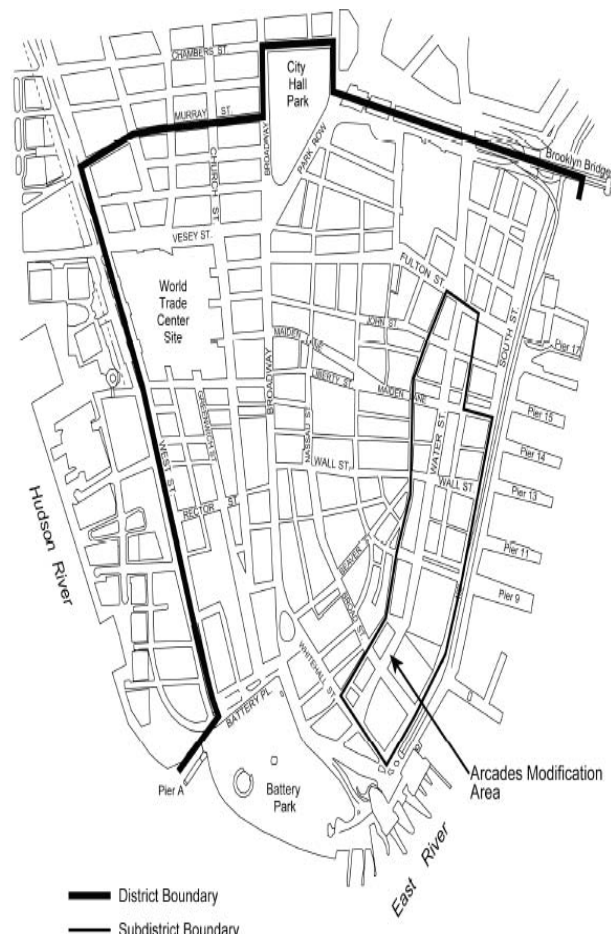 CHAMBERS ST.
City
Hall
Park
MURRAY ST.
BROADWAY
PARK ROW
CHURCH ST.
Brooklyn Bridge
VESEY ST.
FULTON ST.
World
Trade
Center
Site
JOHN ST.
SOUTH ST.
Pier 17
MAIDEN LANE
LIBERTY ST.
MAIDEN LANE
BROADWAY
GREENWICH ST.
NASSAU ST.
WATER ST.
Pier 15
WEST ST.
WALL ST.
Pier 14
WALL ST.
Pier 13
RECTOR ST.
Hudson River
Pier 11
BEAVER ST.
Pier 9
BROAD ST.
WHITEHALL ST.
BATTERY PL.
Arcades Modification
Area
Pier A
Battery
Park
East River
District Boundary
Subdistrict Boundary